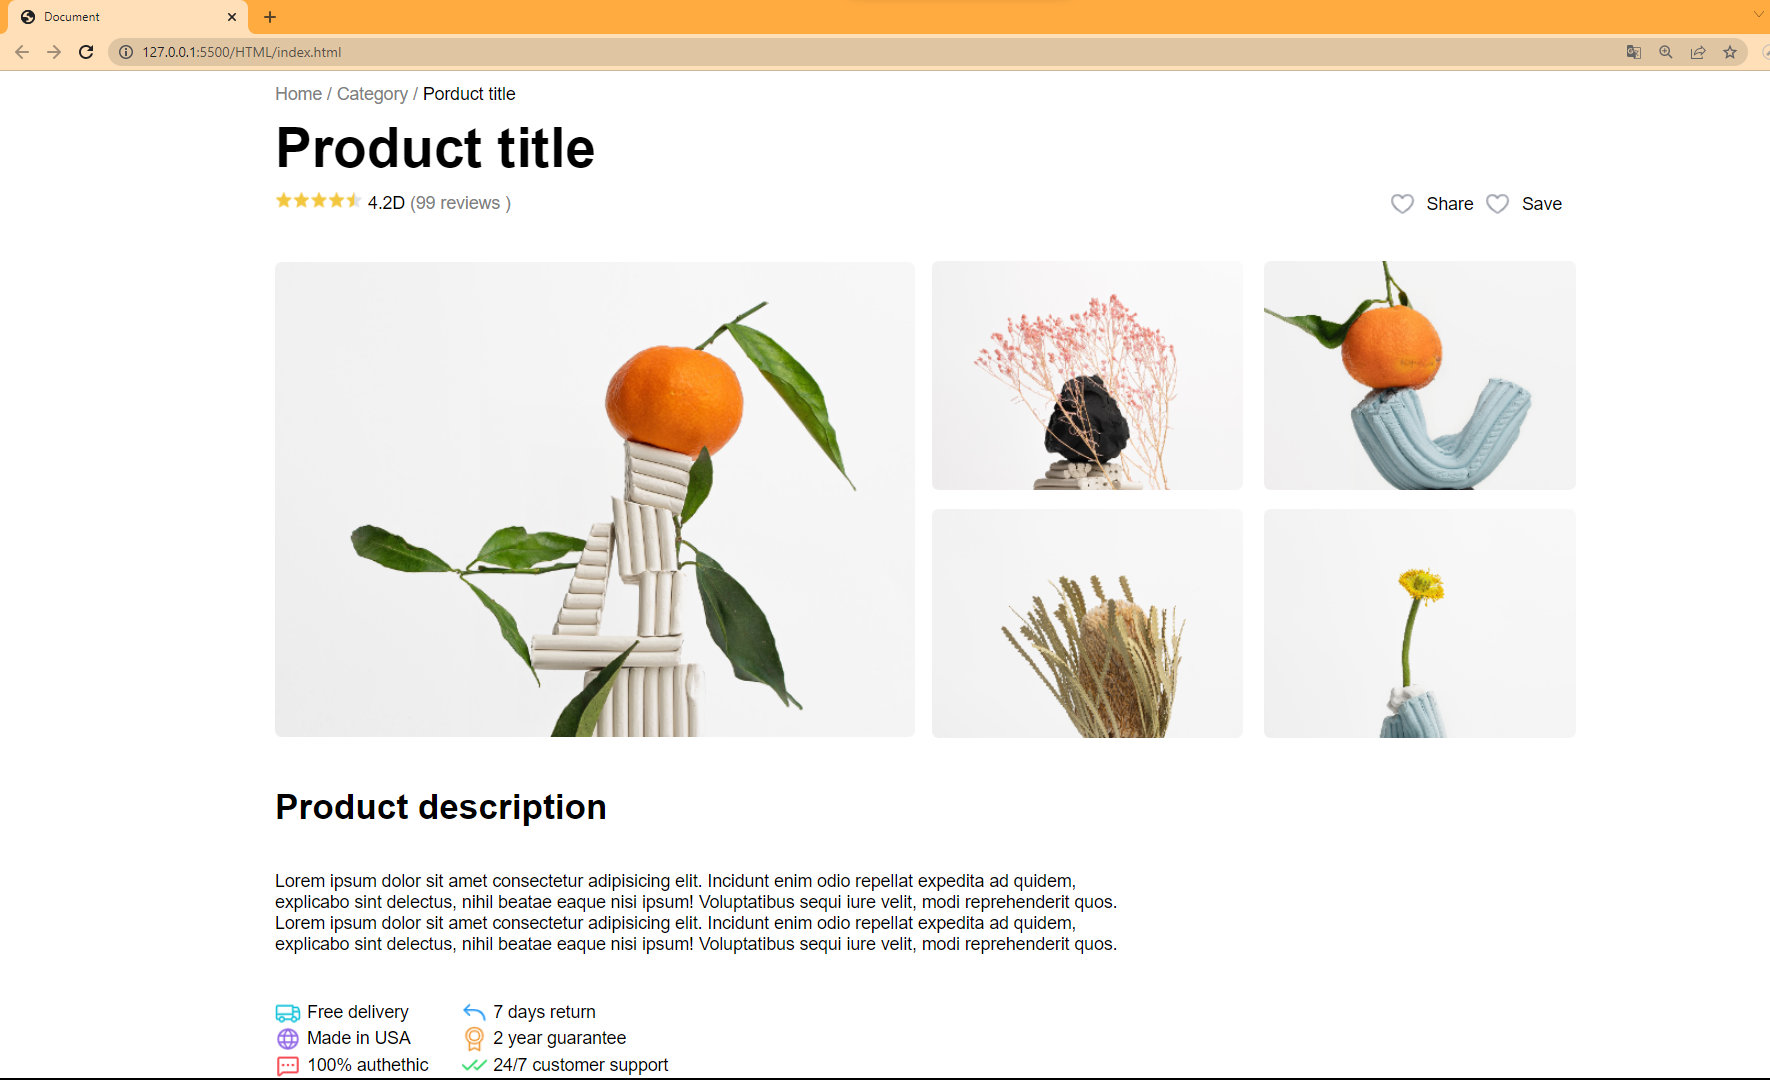 Document
127.0.0.1:5500/HTML/index.html
Home / Category / Porduct title
Product title
4.2D (99 reviews )
Share Save
Product description
Lorem ipsum dolor sit amet consectetur adipisicing elit. Incidunt enim odio repellat expedita ad quidem,
explicabo sint delectus, nihil beatae eaque nisi ipsum! Voluptatibus sequi iure velit, modi reprehenderit quos.
Lorem ipsum dolor sit amet consectetur adipisicing elit. Incidunt enim odio repellat expedita ad quidem,
explicabo sint delectus, nihil beatae eaque nisi ipsum! Voluptatibus sequi iure velit, modi reprehenderit quos.
Free delivery 7 days return
Made in USA 2 year guarantee
100% authethic 24/7 customer support